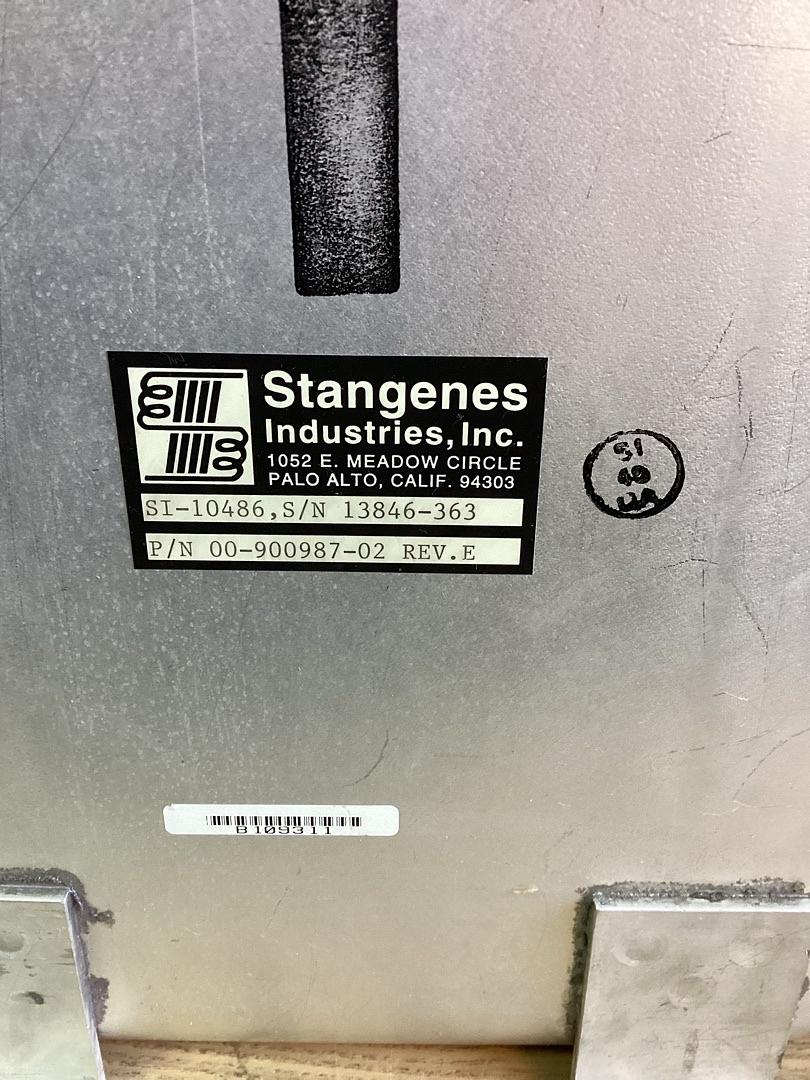 Stangenes
Industries, Inc.
1052 E. MEADOW CIRCLE
PALO ALTO, CALIF. 94303
SI-10486,S/N 13846-363
P/N 00-900987-02 REV.E
SI
B109311